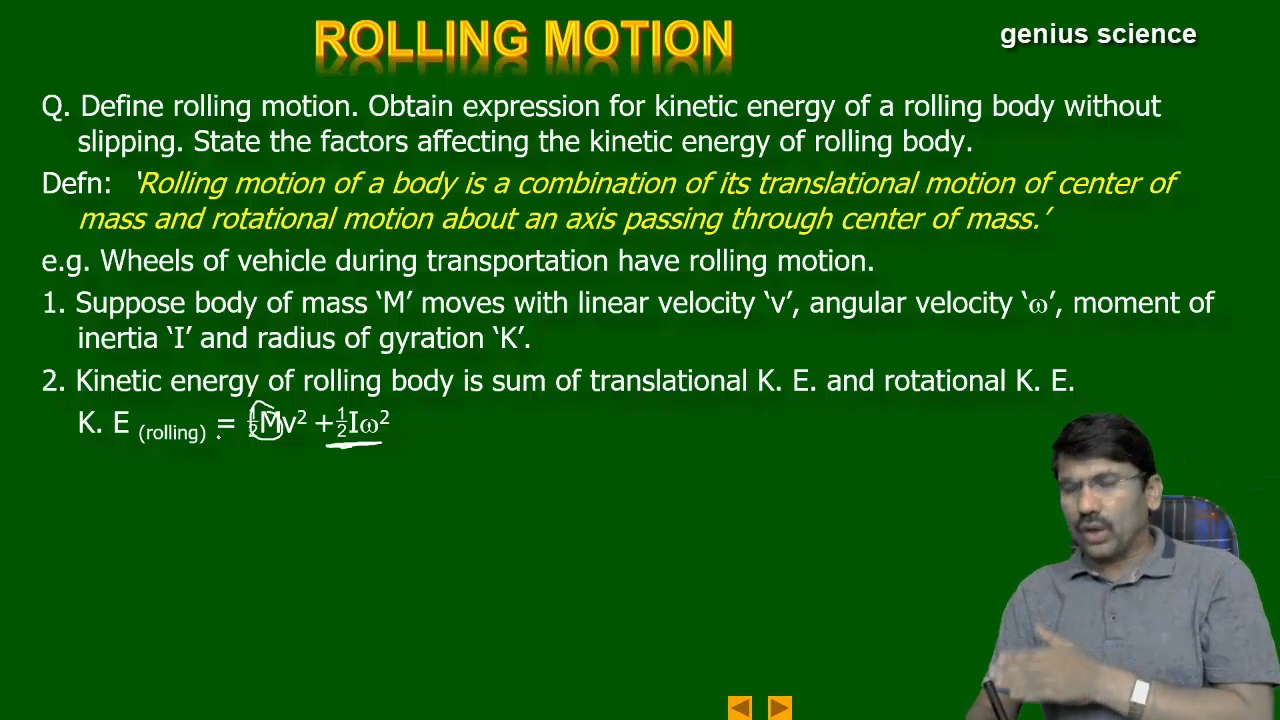 ROLLING MOTION
genius science
Q. Define rolling motion. Obtain expression for kinetic energy of a rolling body without
slipping. State the factors affecting the kinetic energy of rolling body.
Defn: ‘Rolling motion of a body is a combination of its translational motion of center of
mass and rotational motion about an axis passing through center of mass.’
e.g. Wheels of vehicle during transportation have rolling motion.
1. Suppose body of mass ‘M’ moves with linear velocity ‘v’, angular velocity ‘ω’, moment of
inertia ‘I’ and radius of gyration ‘K’.
2. Kinetic energy of rolling body is sum of translational K. E. and rotational K. E.
K. E (rolling) = ½Mv² +½Iω²